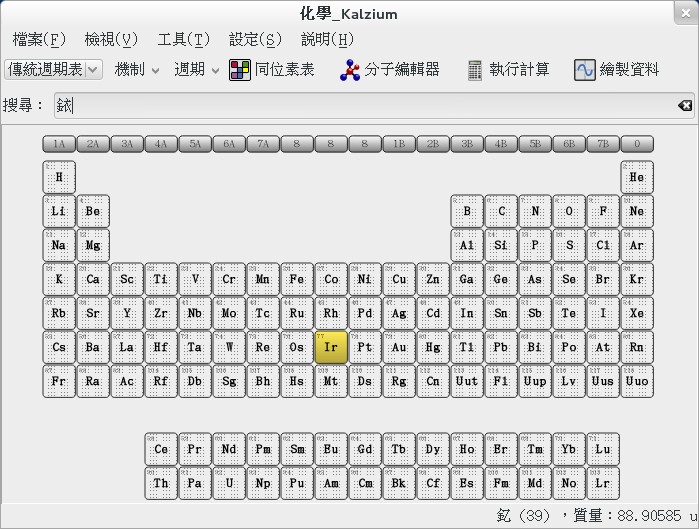 化學_Kalzium
檔案(F) 檢視(V) 工具(T) 設定(S) 說明(H)
傳統週期表 機制 週期 同位素表 分子編輯器 執行計算 繪製資料
搜尋： 銥
1A 2A 3A 4A 5A 6A 7A 8 8 8 1B 2B 3B 4B 5B 6B 7B 0
H He
Li Be B C N O F Ne
Na Mg Al Si P S Cl Ar
K Ca Sc Ti V Cr Mn Fe Co Ni Cu Zn Ga Ge As Se Br Kr
Rb Sr Y Zr Nb Mo Tc Ru Rh Pd Ag Cd In Sn Sb Te I Xe
Cs Ba La Hf Ta W Re Os 77 Ir Pt Au Hg Tl Pb Bi Po At Rn
Fr Ra Ac Rf Db Sg Bh Hs Mt Ds Rg Cn Uut Fl Uup Lv Uus Uuo
Ce Pr Nd Pm Sm Eu Gd Tb Dy Ho Er Tm Yb Lu
Th Pa U Np Pu Am Cm Bk Cf Es Fm Md No Lr
釔 (39) ，質量：88.90585 u